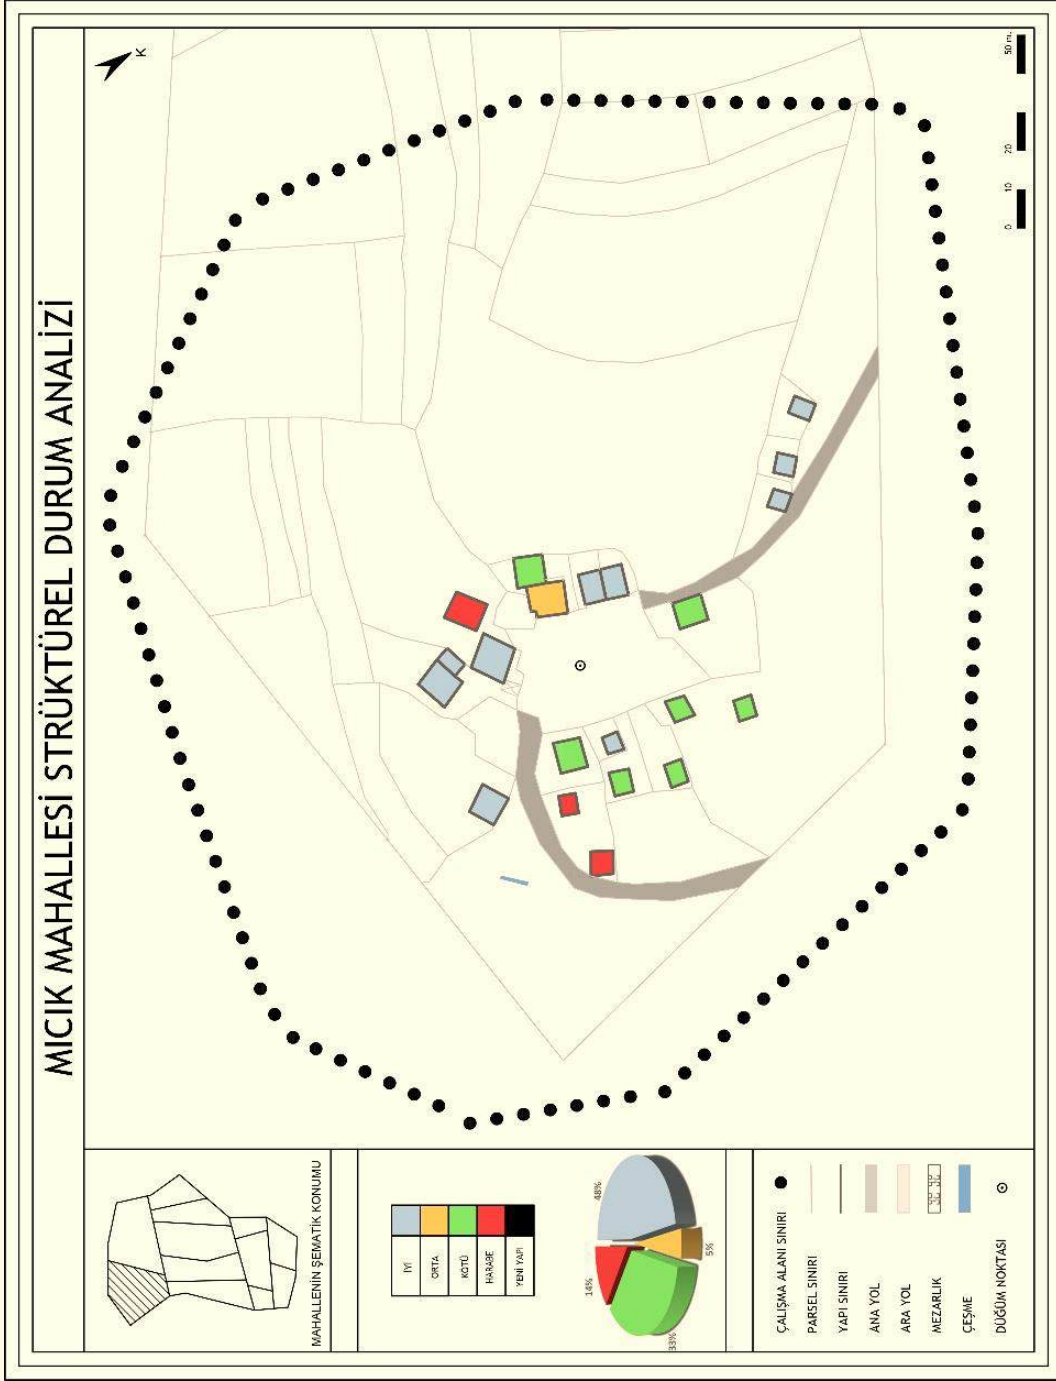 MICIK MAHALLESİ STRÜKTÜREL DURUM ANALİZİ
K
0 10 20 50 m.
MAHALLENİN ŞEMATİK KONUMU
İYİ
ORTA
KÖTÜ
HARABE
YENİ YAPI
48%
5%
33%
14%
ÇALIŞMA ALANI SINIRI
PARSEL SINIRI
YAPI SINIRI
ANA YOL
ARA YOL
MEZARLIK
ÇEŞME
DÜĞÜM NOKTASI